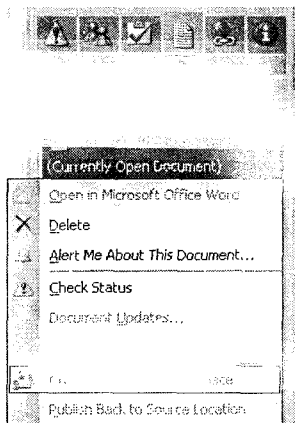 (Currently Open Document)
Open in Microsoft Office Word
Delete
Alert Me About This Document...
Check Status
Document Updates...
Publish Back to Source Location